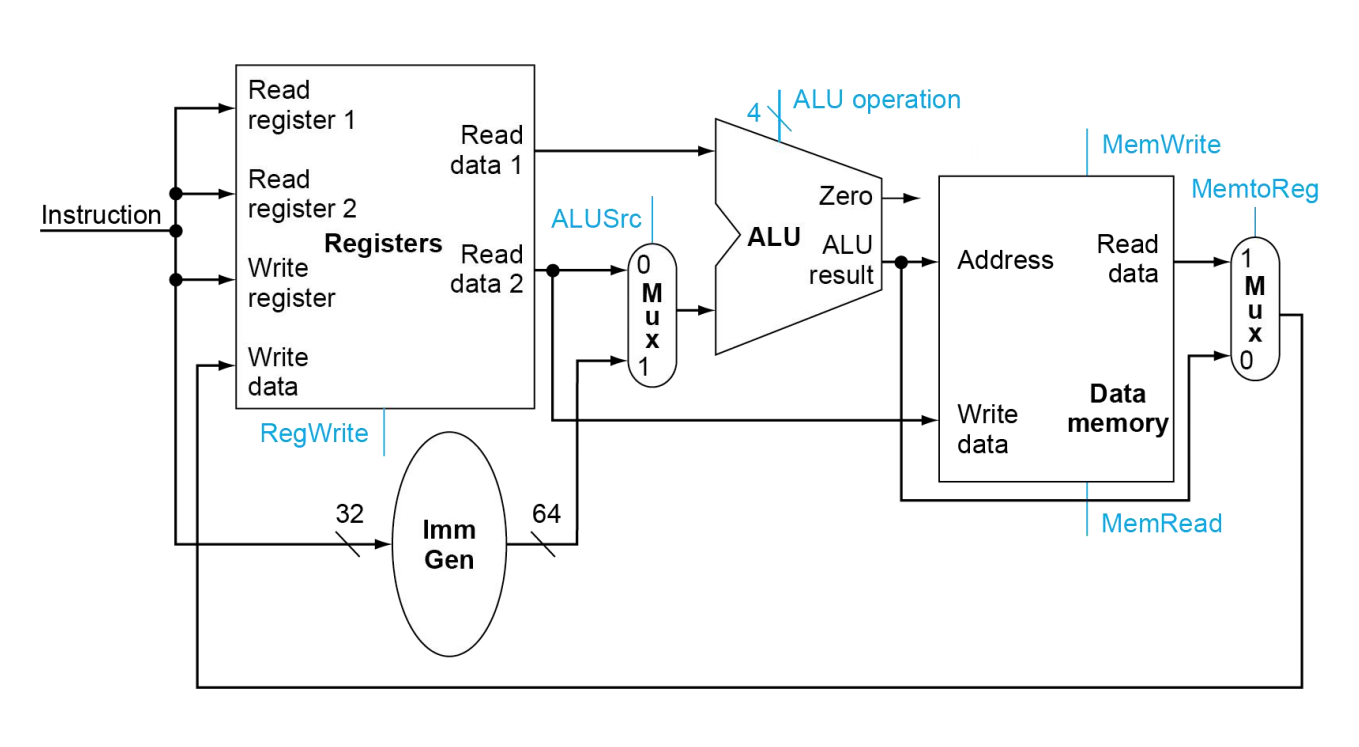 Instruction
Read
register 1
Read
register 2
Registers
Write
register
Write
data
Read
data 1
Read
data 2
RegWrite
32
Imm
Gen
64
ALUSrc
0
M
u
x
1
4
ALU operation
Zero
ALU
ALU
result
MemWrite
Address
Read
data
Write
data
Data
memory
MemRead
MemtoReg
1
M
u
x
0